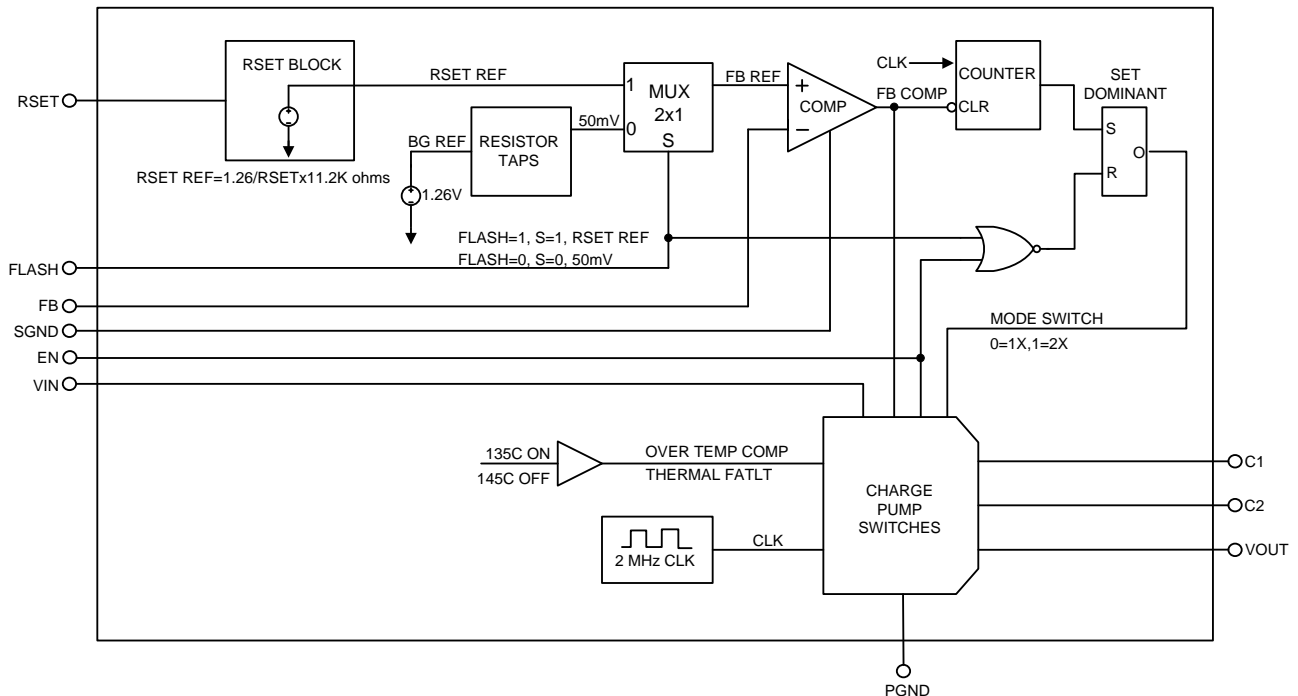 RSET BLOCK
RSET
RSET REF
RSET REF=1.26/RSETx11.2K ohms
+
-
BG REF
+
-
1.26V
RESISTOR
TAPS
50mV
1
0
MUX
2x1
S
FB REF
+
−
COMP
FB COMP
CLK
COUNTER
CLR
SET
DOMINANT
S
R
O
FLASH=1, S=1, RSET REF
FLASH=0, S=0, 50mV
FLASH
FB
SGND
EN
VIN
MODE SWITCH
0=1X,1=2X
135C ON
145C OFF
OVER TEMP COMP
THERMAL FATLT
2 MHz CLK
CLK
CHARGE
PUMP
SWITCHES
C1
C2
VOUT
PGND